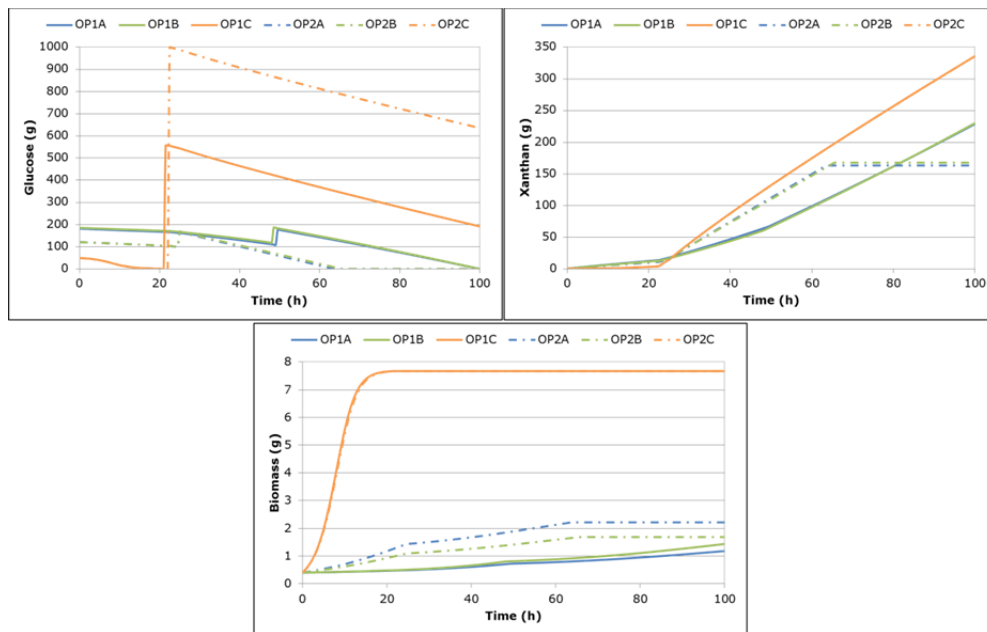 OP1A OP1B OP1C OP2A OP2B OP2C
1000
900
800
700
600
500
400
300
200
100
0
Glucose (g)
0 20 40 60 80 100
Time (h)
OP1A OP1B OP1C OP2A OP2B OP2C
350
300
250
200
150
100
50
0
Xanthan (g)
0 20 40 60 80 100
Time (h)
OP1A OP1B OP1C OP2A OP2B OP2C
8
7
6
5
4
3
2
1
0
Biomass (g)
0 20 40 60 80 100
Time (h)